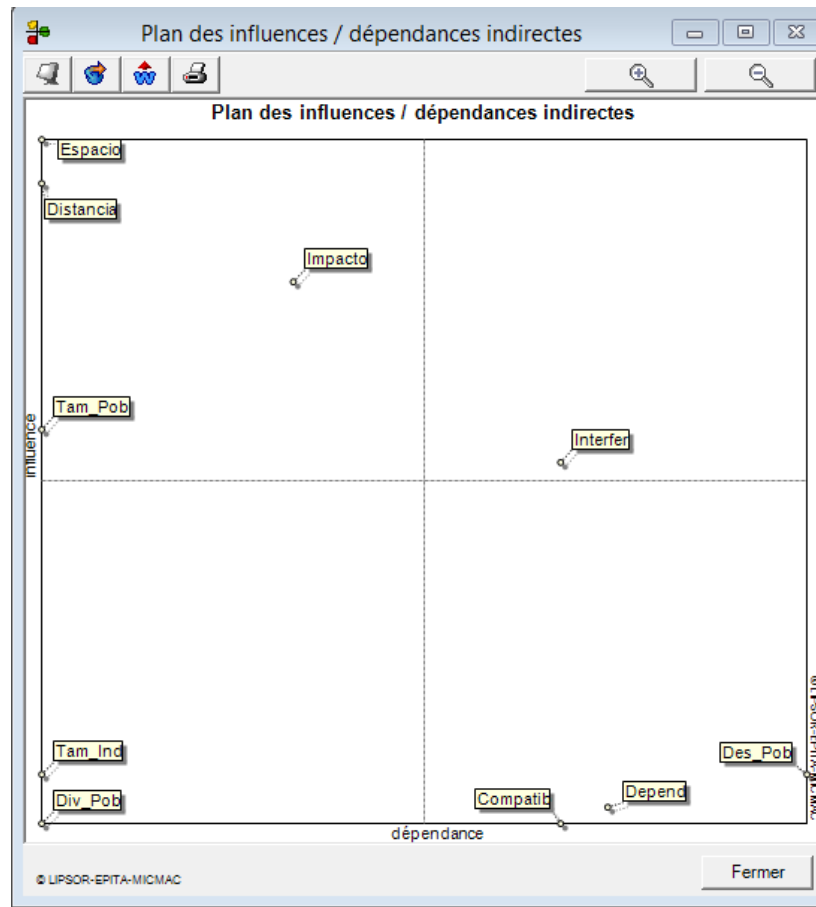 Plan des influences / dépendances indirectes
Plan des influences / dépendances indirectes
Espacio
Distancia
Impacto
Tam_Pob
Interfer
influence
Tam_Ind
Des_Pob
Div_Pob
Compatib
Depend
dépendance
© LIPSOR-EPITA-MICMAC
© LIPSOR-EPITA-MICMAC
Fermer